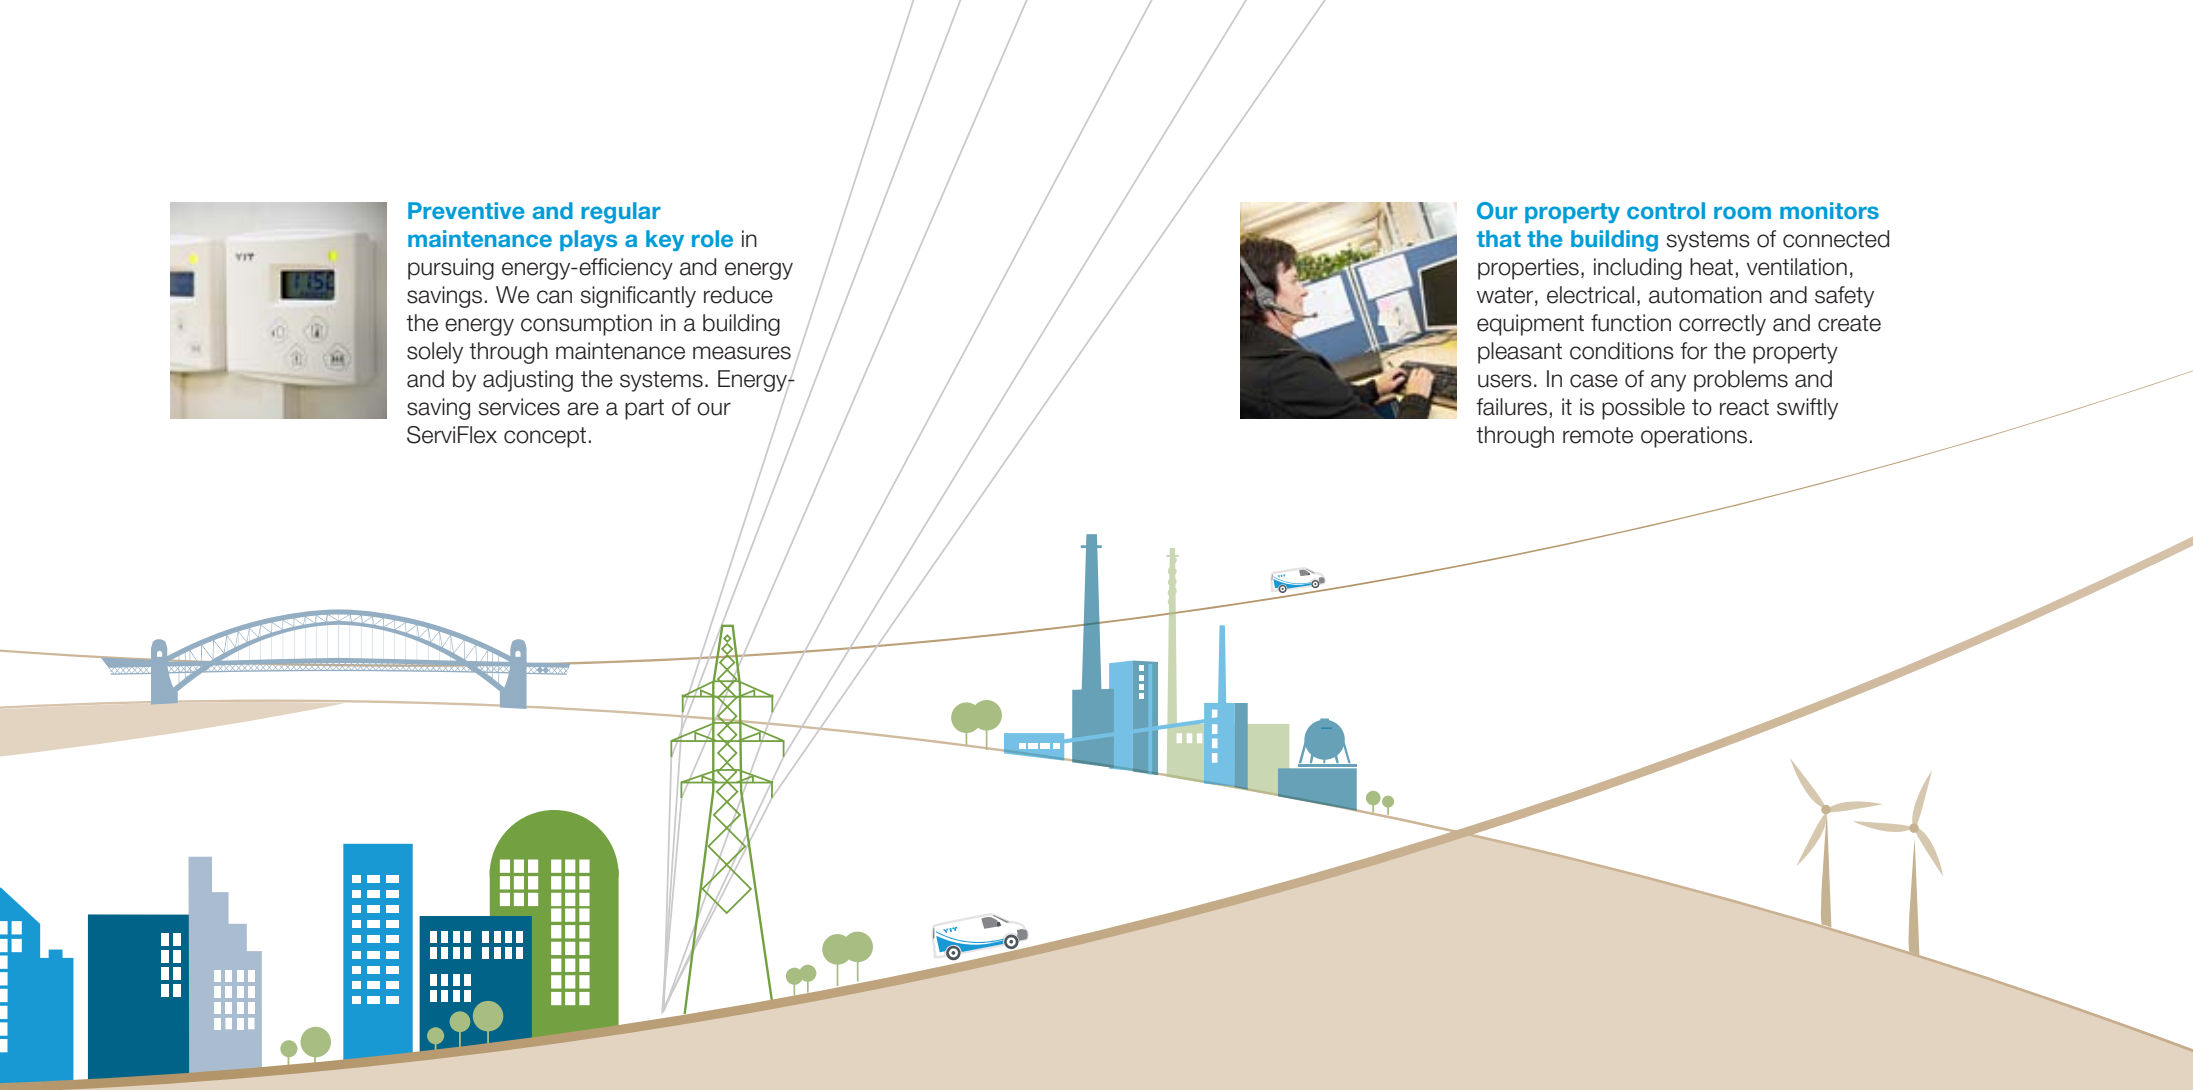 Preventive and regular
maintenance plays a key role in
pursuing energy-efficiency and energy
savings. We can significantly reduce
the energy consumption in a building
solely through maintenance measures
and by adjusting the systems. Energy-
saving services are a part of our
ServiFlex concept.
Our property control room monitors
that the building systems of connected
properties, including heat, ventilation,
water, electrical, automation and safety
equipment function correctly and create
pleasant conditions for the property
users. In case of any problems and
failures, it is possible to react swiftly
through remote operations.
YIT
YIT
YIT